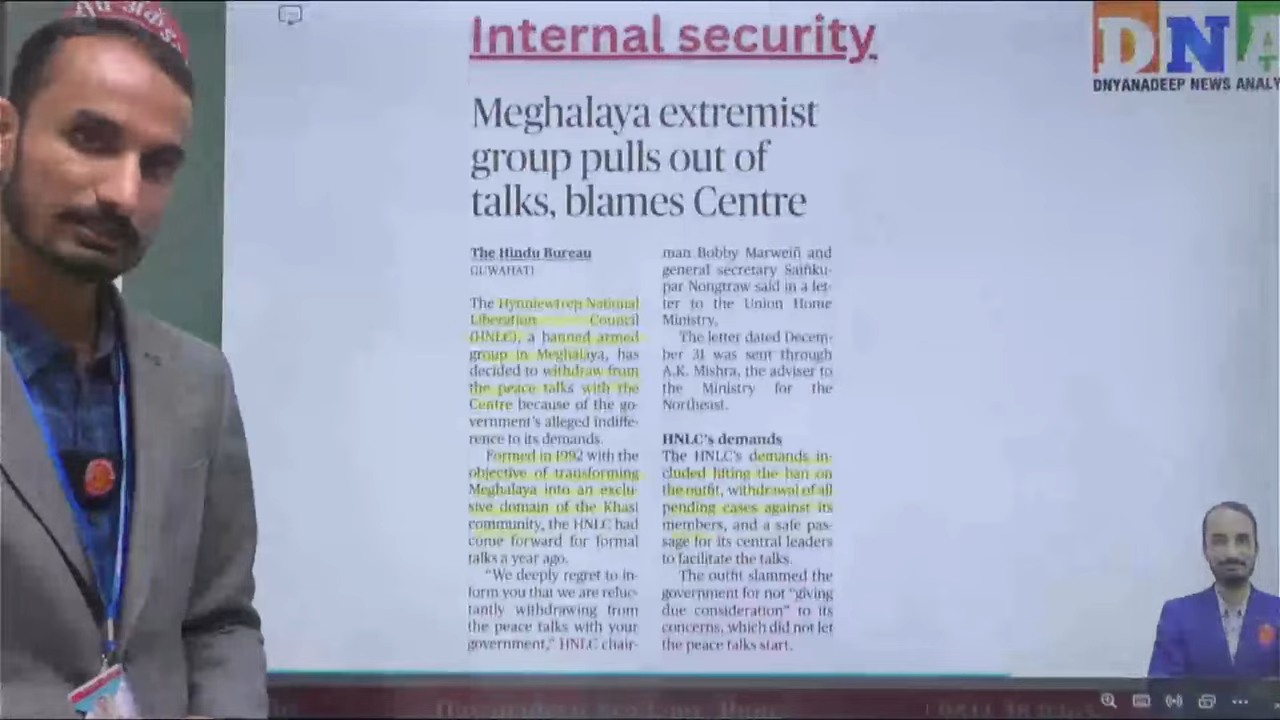 Internal security
DNA
DNYANADEEP NEWS ANALY
Meghalaya extremist
group pulls out of
talks, blames Centre
The Hindu Bureau
GUWAHATI
The Hynniewtrep National
Liberation Council
(HNLC), a banned armed
group in Meghalaya, has
decided to withdraw from
the peace talks with the
Centre because of the go-
vernment's alleged indiffe-
rence to its demands.
Formed in 1992 with the
objective of transforming
Meghalaya into an exclu-
sive domain of the Khasi
community, the HNLC had
come forward for formal
talks a year ago.
"We deeply regret to in-
form you that we are reluc-
tantly withdrawing from
the peace talks with your
government," HNLC chair-
man Bobby Marweiñ and
general secretary Saiñku-
par Nongtraw said in a let-
ter to the Union Home
Ministry.
The letter dated Decem-
ber 31 was sent through
A.K. Mishra, the adviser to
the Ministry for the
Northeast.
HNLC's demands
The HNLC's demands in-
cluded lifting the ban on
the outfit, withdrawal of all
pending cases against its
members, and a safe pas-
sage for its central leaders
to facilitate the talks.
The outfit slammed the
government for not "giving
due consideration" to its
concerns, which did not let
the peace talks start.